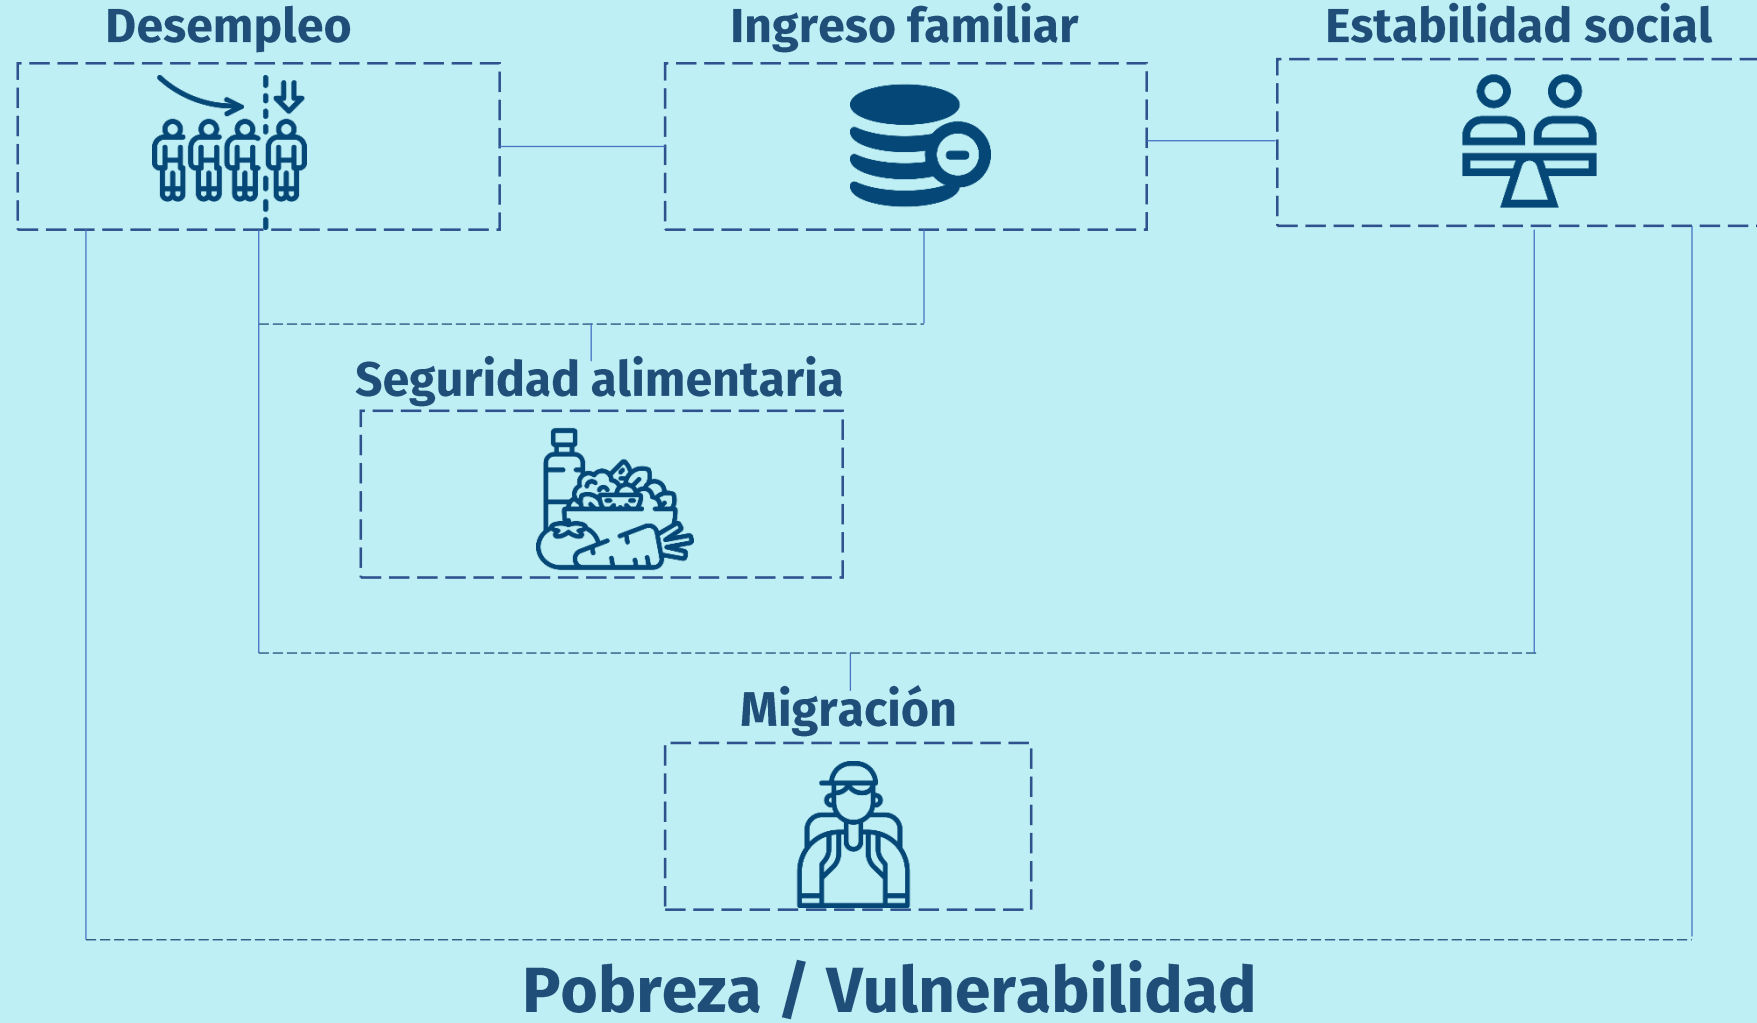 Desempleo
Ingreso familiar
Estabilidad social
Seguridad alimentaria
Migración
Pobreza / Vulnerabilidad